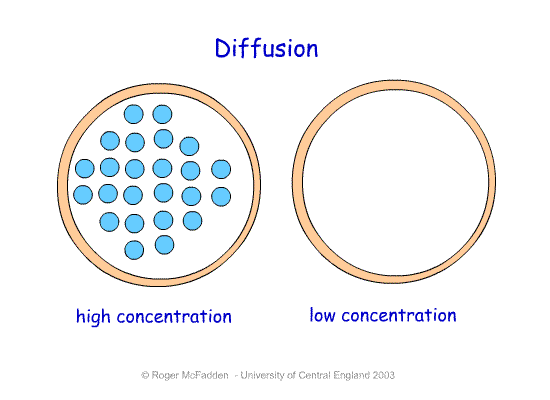 Diffusion
high concentration
low concentration
© Roger McFadden - University of Central England 2003